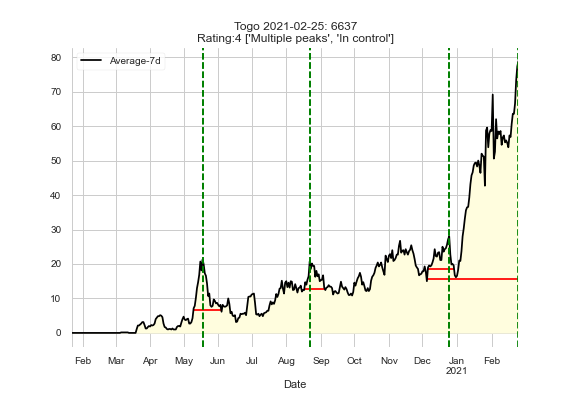 Togo 2021-02-25: 6637
Rating:4 ['Multiple peaks', 'In control']
Average-7d
80
70
60
50
40
30
20
10
0
Feb Mar Apr May Jun Jul Aug Sep Oct Nov Dec Jan Feb
2021
Date